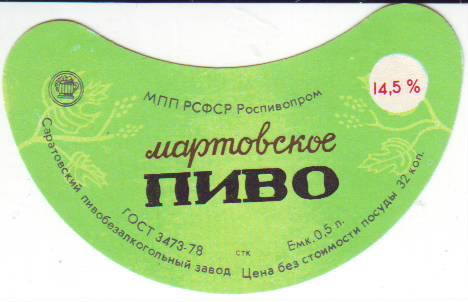 МПП РСФСР Роспивопром
14,5 %
мартовское
ПИВО
ГОСТ 3473-78
стк
Емк. 0,5 л.
Саратовский пивобезалкогольный завод Цена без стоимости посуды 32 коп.